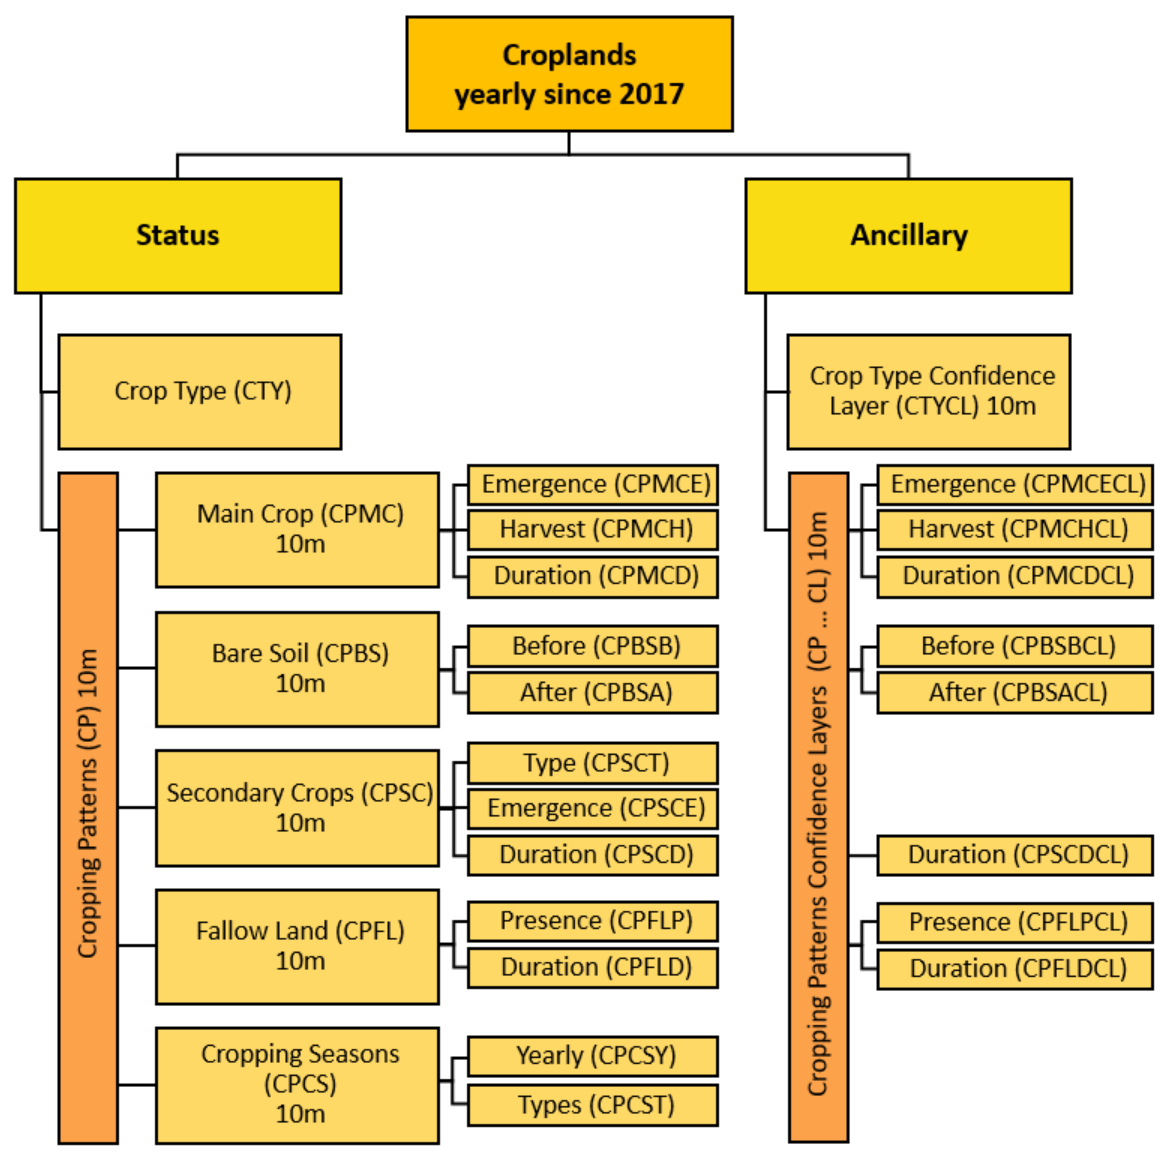 Croplands
yearly since 2017
Status
Ancillary
Crop Type (CTY)
Crop Type Confidence
Layer (CTYCL) 10m
Cropping Patterns (CP) 10m
Main Crop (CPMC)
10m
Emergence (CPMCE)
Harvest (CPMCH)
Duration (CPMCD)
Bare Soil (CPBS)
10m
Before (CPBSB)
After (CPBSA)
Secondary Crops (CPSC)
10m
Type (CPSCT)
Emergence (CPSCE)
Duration (CPSCD)
Fallow Land (CPFL)
10m
Presence (CPFLP)
Duration (CPFLD)
Cropping Seasons
(CPCS)
10m
Yearly (CPCSY)
Types (CPCST)
Cropping Patterns Confidence Layers (CP ... CL) 10m
Emergence (CPMCECL)
Harvest (CPMCHCL)
Duration (CPMCDCL)
Before (CPBSBCL)
After (CPBSACL)
Duration (CPSCDCL)
Presence (CPFLPCL)
Duration (CPFLDCL)